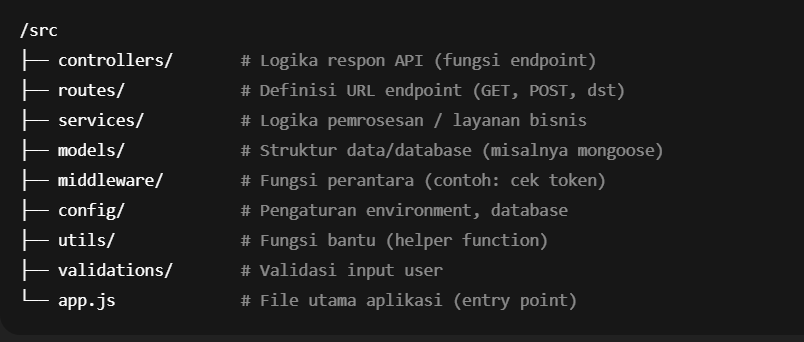 /src
├── controllers/       # Logika respon API (fungsi endpoint)
├── routes/            # Definisi URL endpoint (GET, POST, dst)
├── services/          # Logika pemrosesan / layanan bisnis
├── models/            # Struktur data/database (misalnya mongoose)
├── middleware/        # Fungsi perantara (contoh: cek token)
├── config/            # Pengaturan environment, database
├── utils/             # Fungsi bantu (helper function)
├── validations/       # Validasi input user
└── app.js             # File utama aplikasi (entry point)